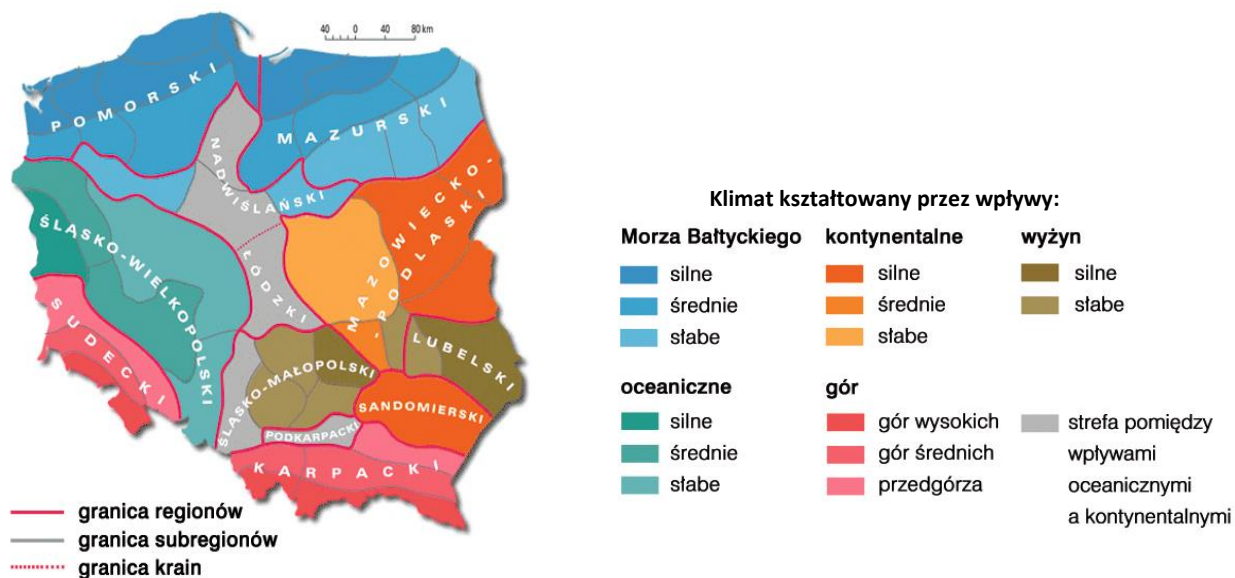 40 0 40 80 km
POMORSKI
MAZURSKI
NADWIŚLAŃSKI
MAZOWIECKO-
-PODLASKI
ŚLĄSKO-WIELKOPOLSKI
ŁÓDZKI
SUDECKI
LUBELSKI
ŚLĄSKO-MAŁOPOLSKI
SANDOMIERSKI
PODKARPACKI
KARPACKI
granica regionów
granica subregionów
granica krain
Klimat kształtowany przez wpływy:
Morza Bałtyckiego
silne
średnie
słabe
kontynentalne
silne
średnie
słabe
wyżyn
silne
słabe
oceaniczne
silne
średnie
słabe
gór
gór wysokich
gór średnich
przedgórza
strefa pomiędzy
wpływami
oceanicznymi
a kontynentalnymi